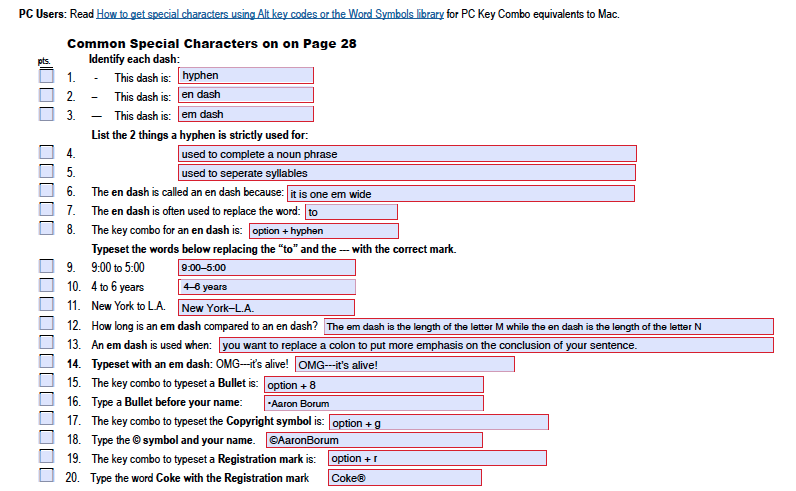 PC Users: Read How to get special characters using Alt key codes or the Word Symbols library for PC Key Combo equivalents to Mac.
Common Special Characters on on Page 28
pts. Identify each dash:
1. - This dash is: hyphen
2. – This dash is: en dash
3. — This dash is: em dash
List the 2 things a hyphen is strictly used for:
4. used to complete a noun phrase
5. used to seperate syllables
6. The en dash is called an en dash because: it is one em wide
7. The en dash is often used to replace the word: to
8. The key combo for an en dash is: option + hyphen
Typeset the words below replacing the “to” and the --- with the correct mark.
9. 9:00 to 5:00 9:00–5:00
10. 4 to 6 years 4–6 years
11. New York to L.A. New York–L.A.
12. How long is an em dash compared to an en dash? The em dash is the length of the letter M while the en dash is the length of the letter N
13. An em dash is used when: you want to replace a colon to put more emphasis on the conclusion of your sentence.
14. Typeset with an em dash: OMG---it's alive! OMG---it's alive!
15. The key combo to typeset a Bullet is: option + 8
16. Type a Bullet before your name: •Aaron Borum
17. The key combo to typeset the Copyright symbol is: option + g
18. Type the © symbol and your name. ©AaronBorum
19. The key combo to typeset a Registration mark is: option + r
20. Type the word Coke with the Registration mark Coke®